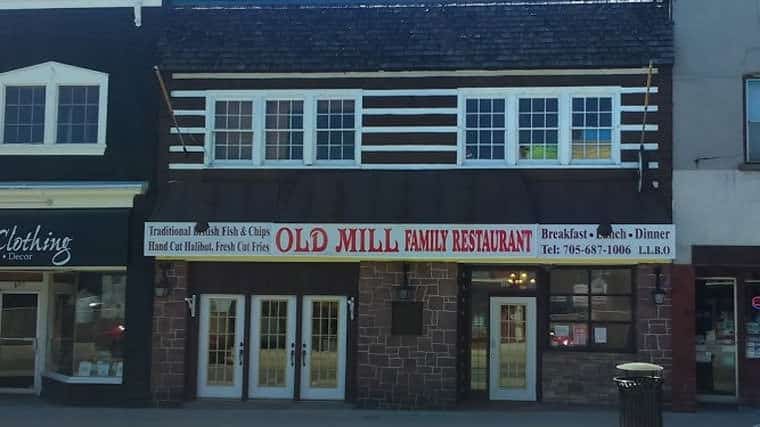 Clothing
• Decor
Traditional British Fish & Chips
Hand Cut Halibut, Fresh Cut Fries
OLD MILL FAMILY RESTAURANT
Breakfast • Lunch • Dinner
Tel: 705-687-1006 L.L.B.O